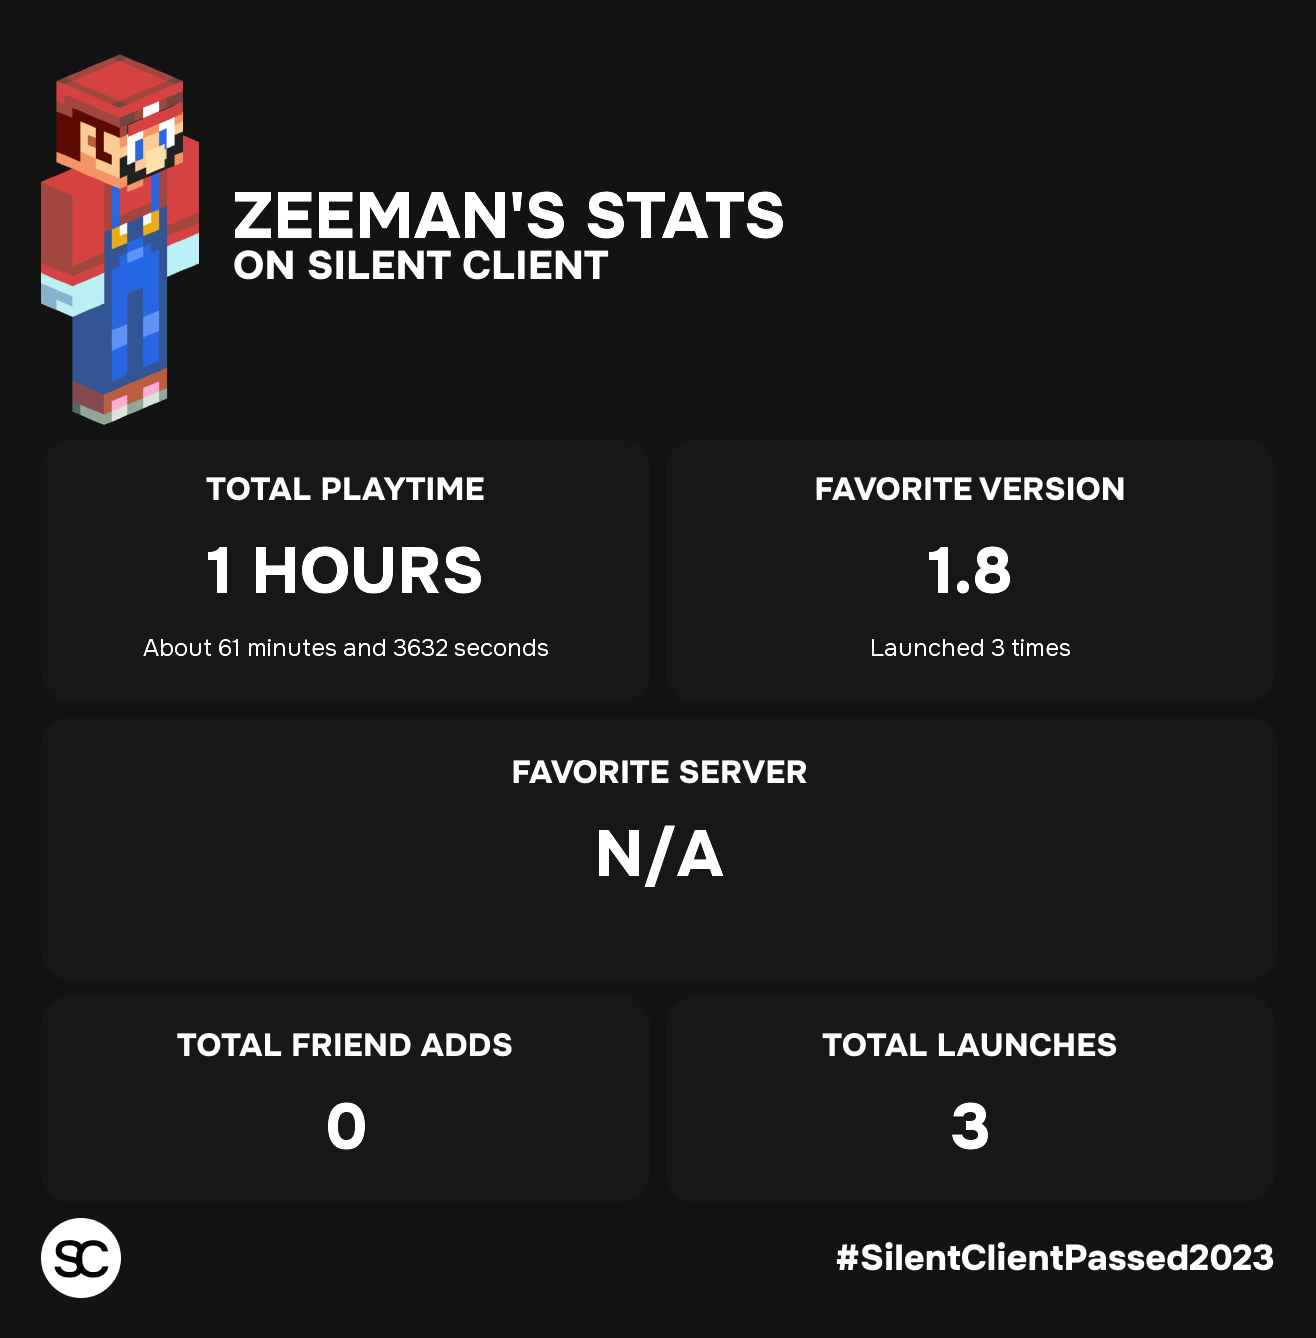 ZEEMAN'S STATS
ON SILENT CLIENT
TOTAL PLAYTIME
1 HOURS
About 61 minutes and 3632 seconds
FAVORITE VERSION
1.8
Launched 3 times
FAVORITE SERVER
N/A
TOTAL FRIEND ADDS
0
TOTAL LAUNCHES
3
SC
#SilentClientPassed2023